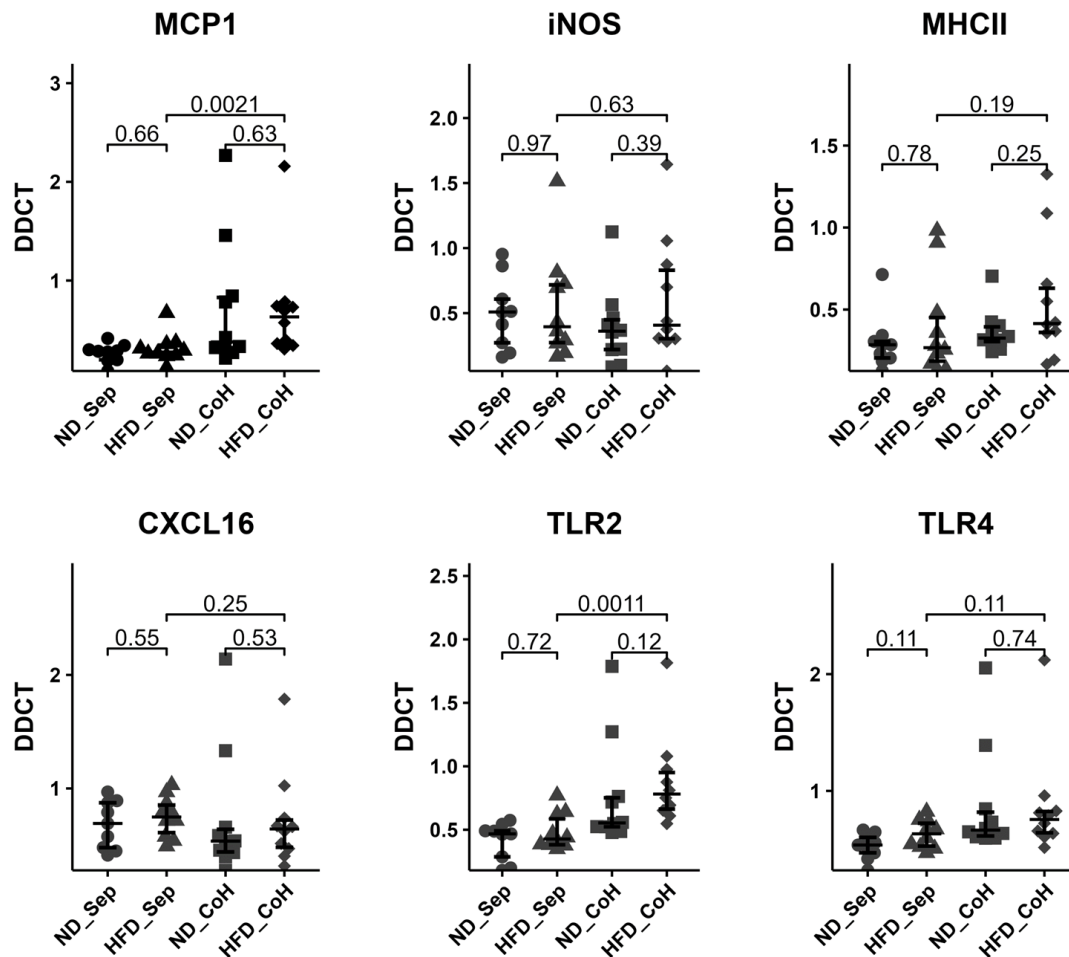 MCP1
iNOS
MHCII
DDCT
3
2
1
0.66
0.0021
0.63
ND_Sep
HFD_Sep
ND_CoH
HFD_CoH
DDCT
2.0
1.5
1.0
0.5
0.97
0.63
0.39
ND_Sep
HFD_Sep
ND_CoH
HFD_CoH
DDCT
1.5
1.0
0.5
0.78
0.19
0.25
ND_Sep
HFD_Sep
ND_CoH
HFD_CoH
CXCL16
TLR2
TLR4
DDCT
2
1
0.55
0.25
0.53
ND_Sep
HFD_Sep
ND_CoH
HFD_CoH
DDCT
2.5
2.0
1.5
1.0
0.5
0.72
0.0011
0.12
ND_Sep
HFD_Sep
ND_CoH
HFD_CoH
DDCT
2
1
0.11
0.11
0.74
ND_Sep
HFD_Sep
ND_CoH
HFD_CoH